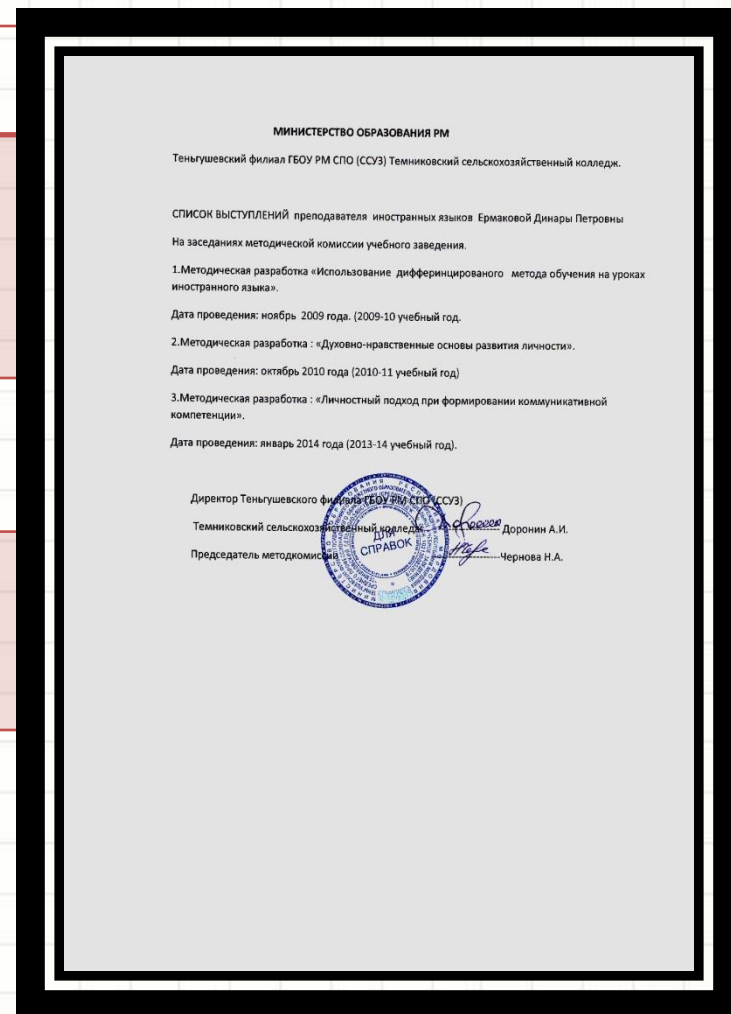 МИНИСТЕРСТВО ОБРАЗОВАНИЯ РМ
Теньгушевский филиал ГБОУ РМ СПО (ССУЗ) Темниковский сельскохозяйственный колледж.
СПИСОК ВЫСТУПЛЕНИЙ преподавателя иностранных языков Ермаковой Динары Петровны
На заседаниях методической комиссии учебного заведения.
1.Методическая разработка «Использование дифферинцированого метода обучения на уроках
иностранного языка».
Дата проведения: ноябрь 2009 года. (2009-10 учебный год.
2.Методическая разработка : «Духовно-нравственные основы развития личности».
Дата проведения: октябрь 2010 года (2010-11 учебный год)
3.Методическая разработка : «Личностный подход при формировании коммуникативной
компетенции».
Дата проведения: январь 2014 года (2013-14 учебный год).
Директор Теньгушевского филиала ГБОУ РМ СПО (ССУЗ)
Темниковский сельскохозяйственный колледж Доронин А.И.
Председатель методкомиссии Чернова Н.А.
ДЛЯ
СПРАВОК